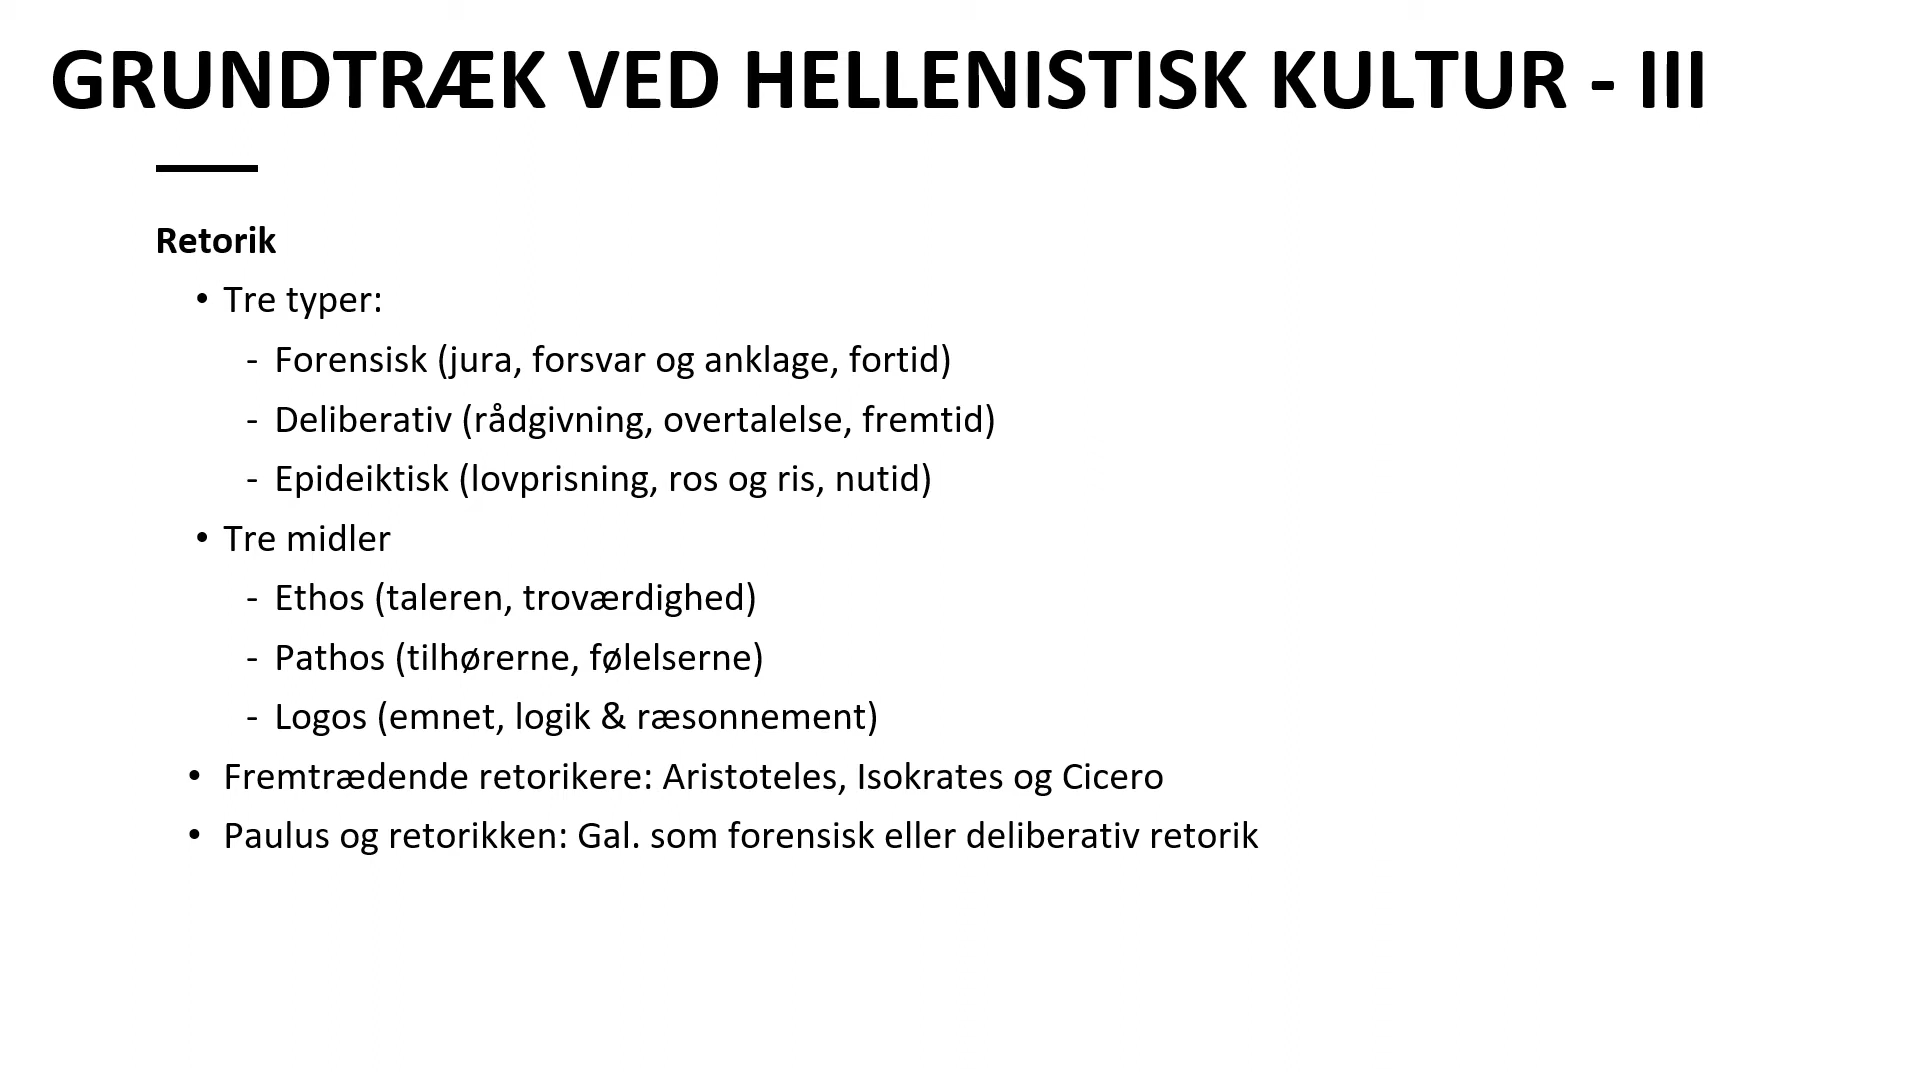 GRUNDTRÆK VED HELLENISTISK KULTUR - III
Retorik
• Tre typer:
- Forensisk (jura, forsvar og anklage, fortid)
- Deliberativ (rådgivning, overtalelse, fremtid)
- Epideiktisk (lovprisning, ros og ris, nutid)
• Tre midler
- Ethos (taleren, troværdighed)
- Pathos (tilhørerne, følelserne)
- Logos (emnet, logik & ræsonnement)
• Fremtrædende retorikere: Aristoteles, Isokrates og Cicero
• Paulus og retorikken: Gal. som forensisk eller deliberativ retorik